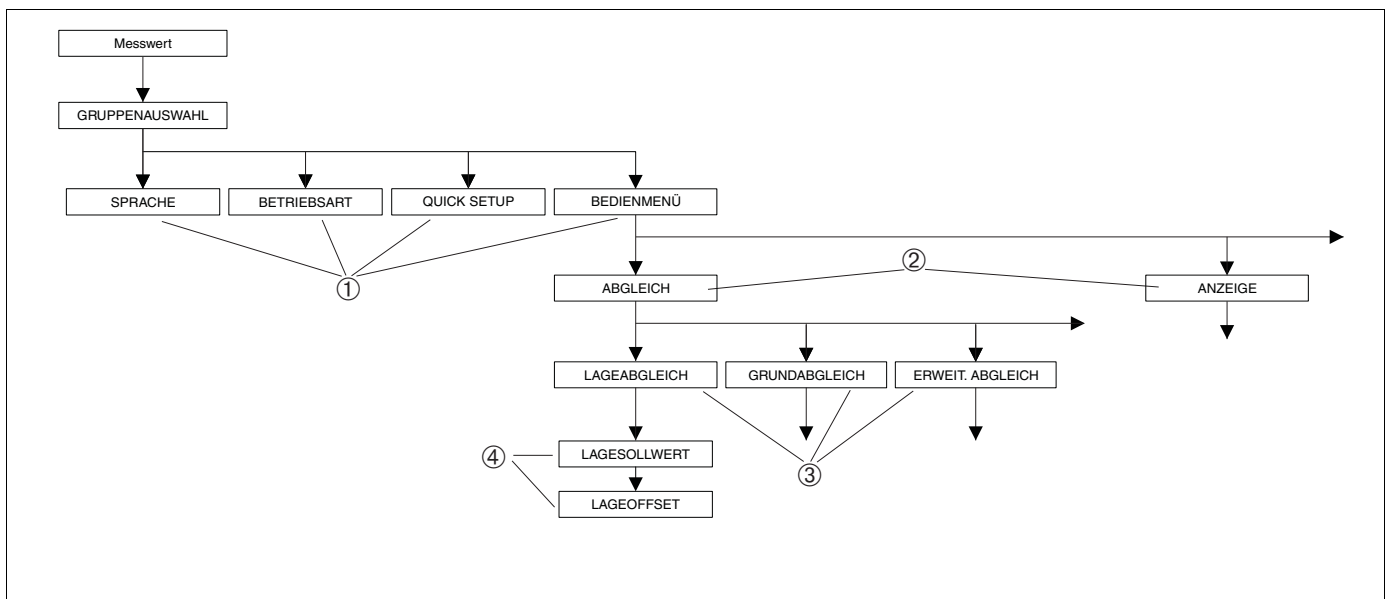 Messwert
GRUPPENAUSWAHL
SPRACHE
BETRIEBSART
QUICK SETUP
BEDIENMENÜ
①
②
ABGLEICH
ANZEIGE
LAGEABGLEICH
GRUNDABGLEICH
ERWEIT. ABGLEICH
④
LAGESOLLWERT
③
LAGEOFFSET